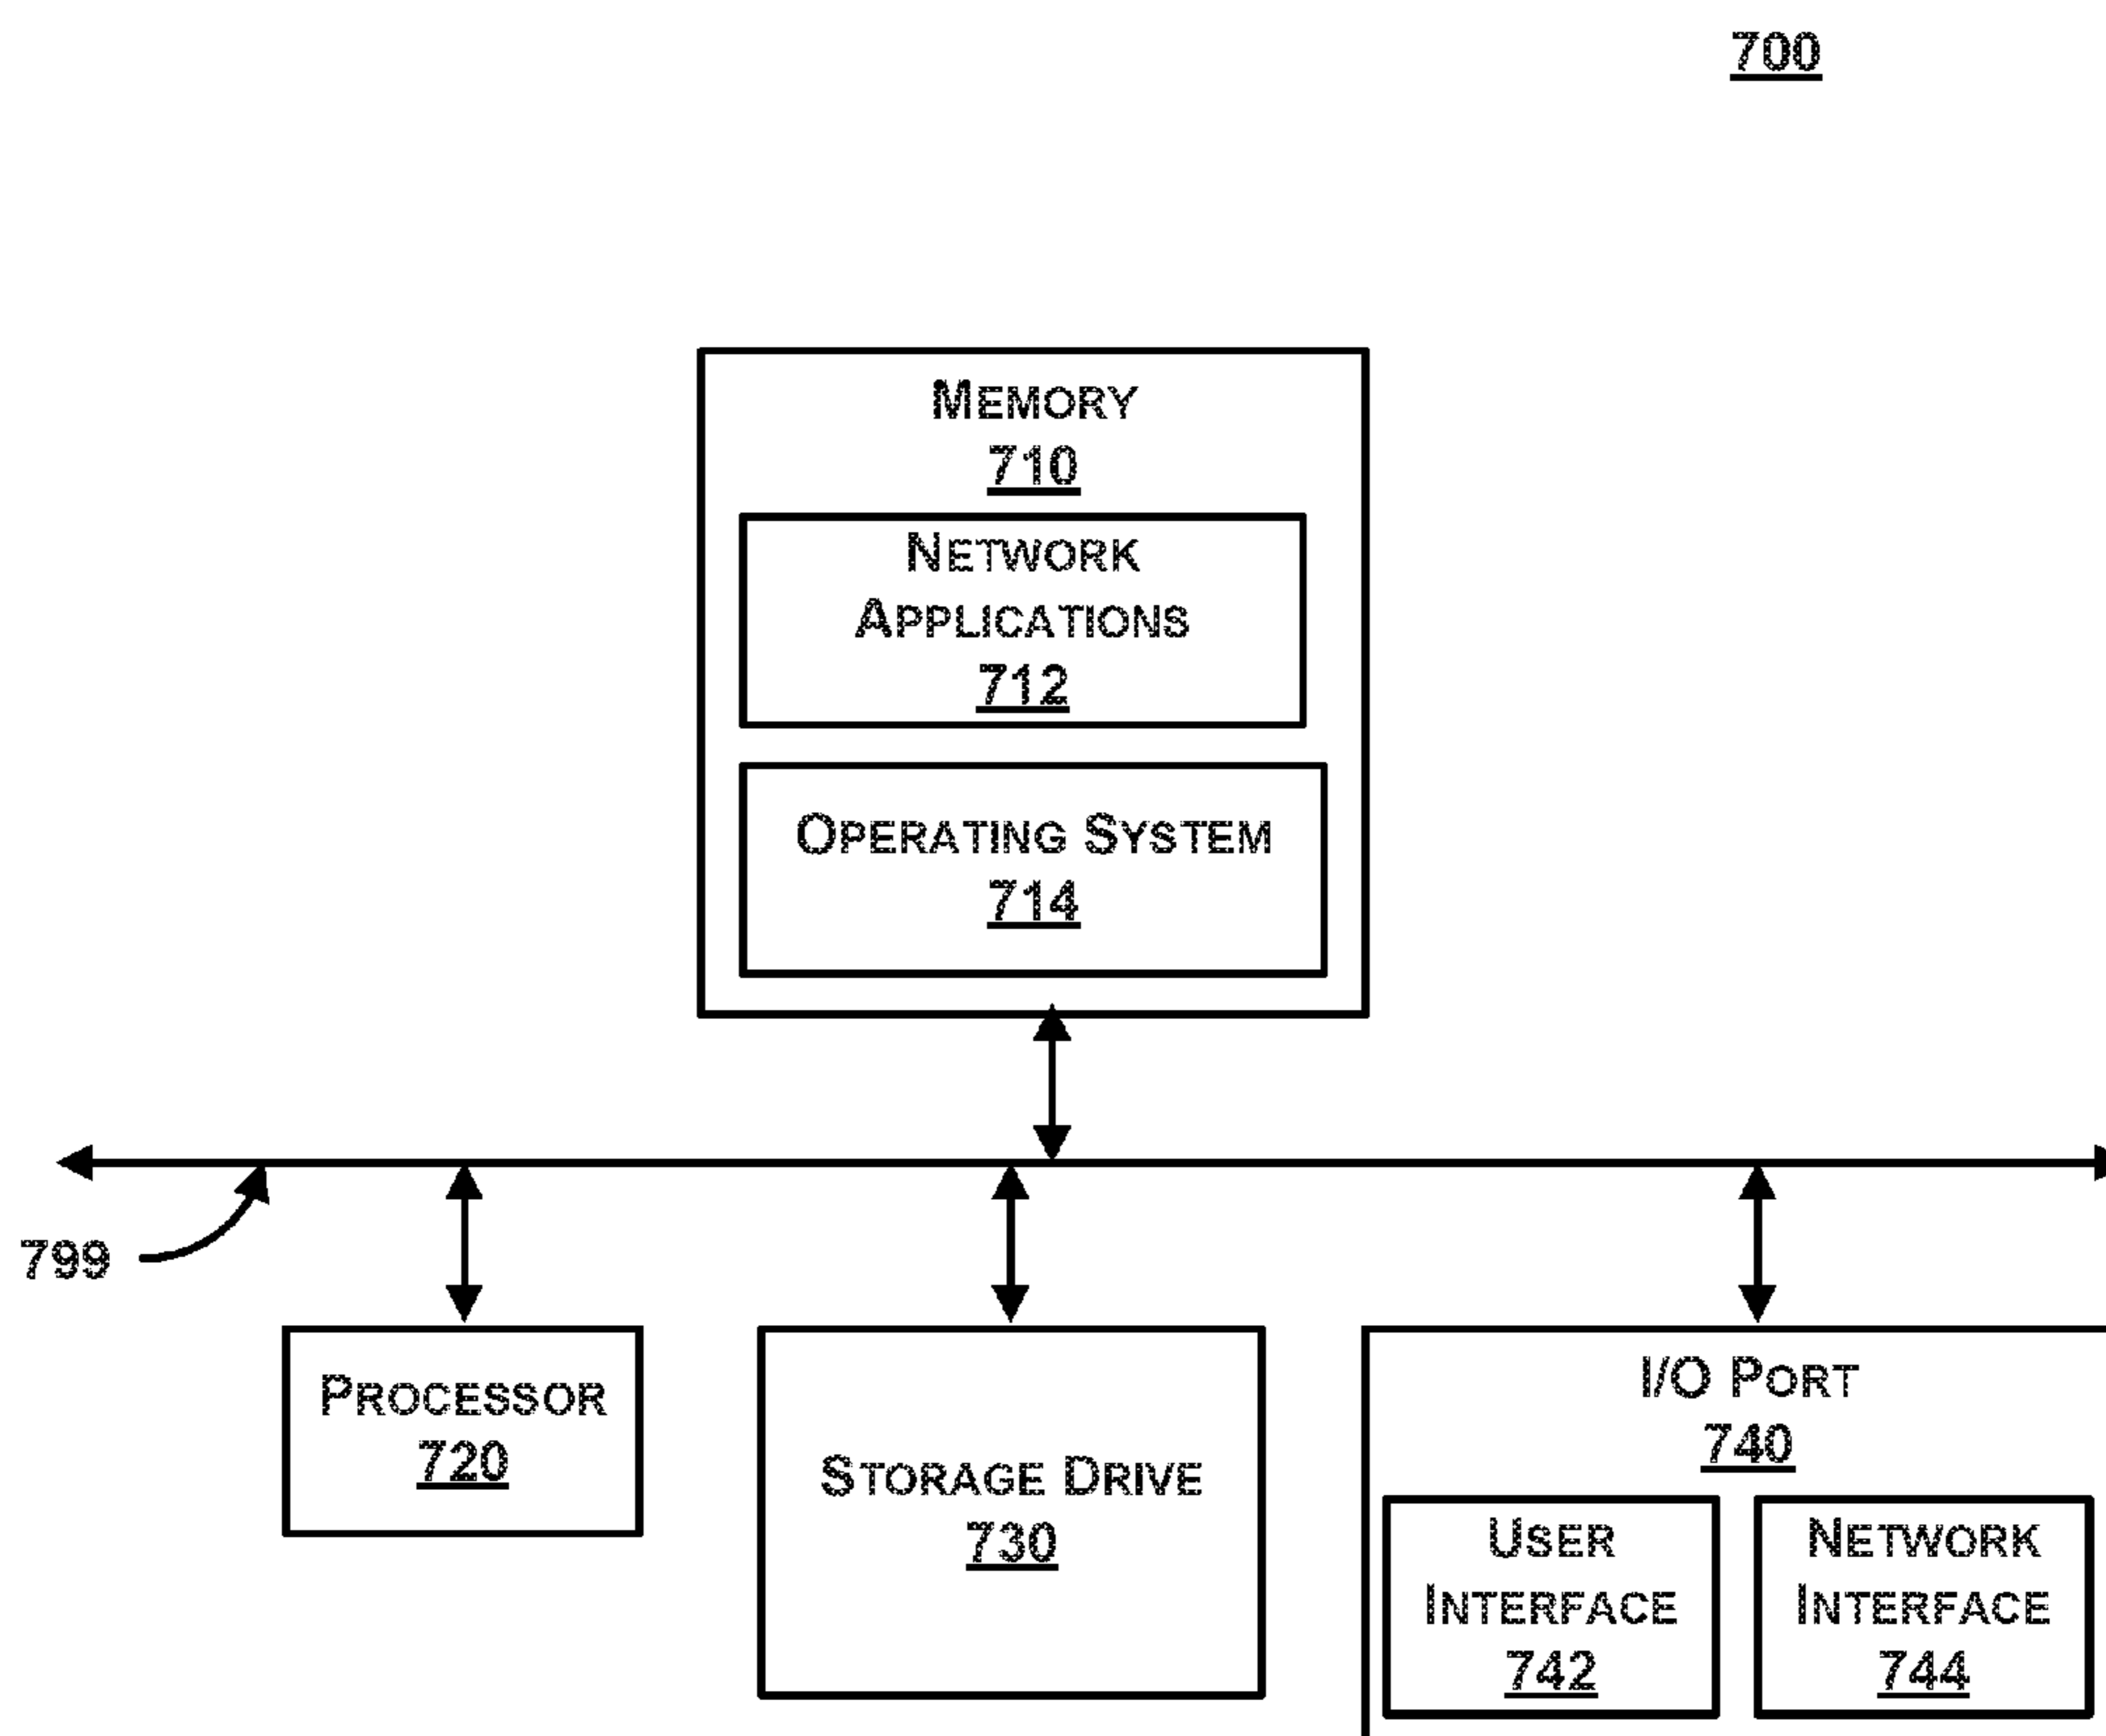 700
MEMORY
710
NETWORK
APPLICATIONS
712
OPERATING SYSTEM
714
799
PROCESSOR
720
STORAGE DRIVE
730
I/O PORT
740
USER
INTERFACE
742
NETWORK
INTERFACE
744